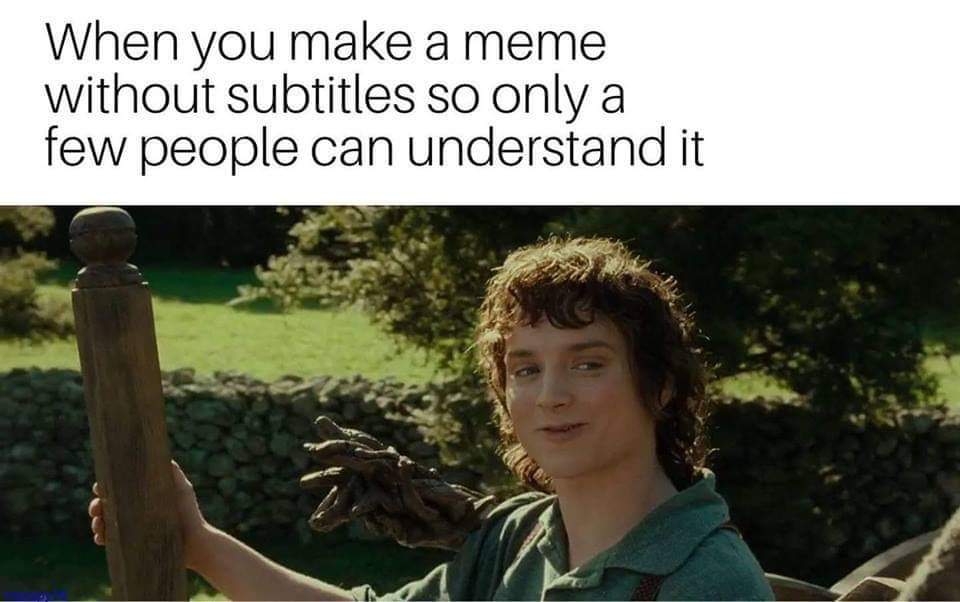 When you make a meme
without subtitles so only a
few people can understand it